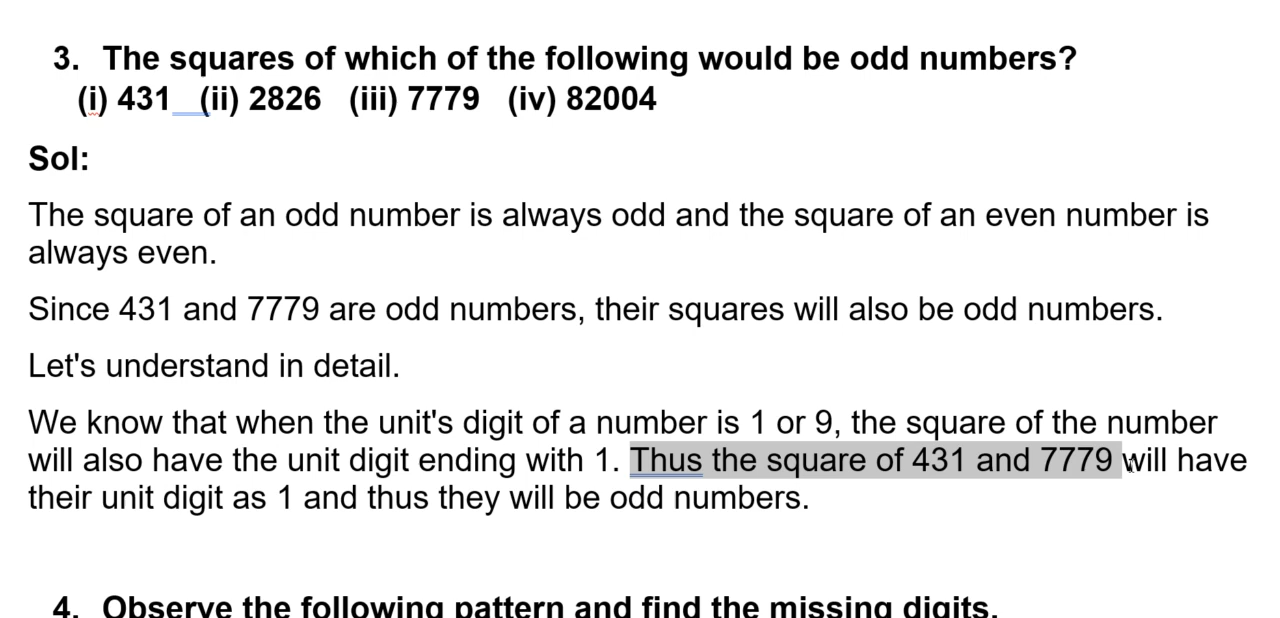 3. The squares of which of the following would be odd numbers?
(i) 431 (ii) 2826 (iii) 7779 (iv) 82004
Sol:
The square of an odd number is always odd and the square of an even number is
always even.
Since 431 and 7779 are odd numbers, their squares will also be odd numbers.
Let's understand in detail.
We know that when the unit's digit of a number is 1 or 9, the square of the number
will also have the unit digit ending with 1. Thus the square of 431 and 7779 will have
their unit digit as 1 and thus they will be odd numbers.
4. Observe the following pattern and find the missing digits.